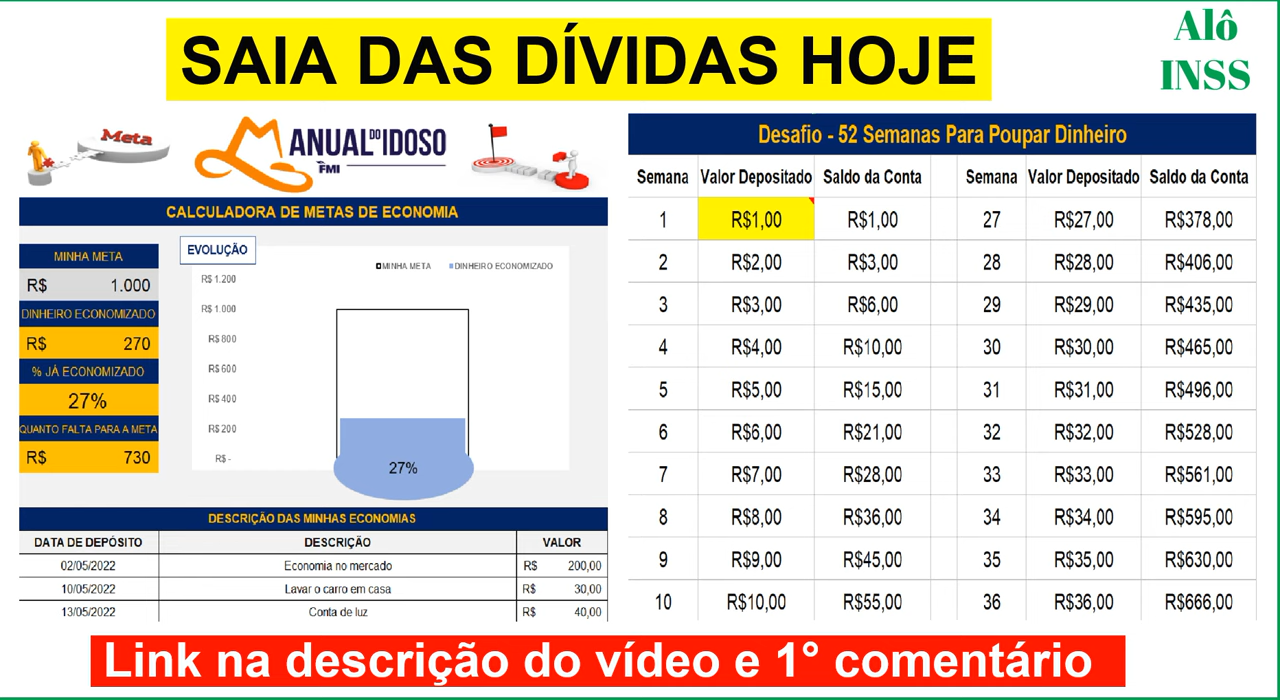 SAIA DAS DÍVIDAS HOJE
Alô
INSS
Meta
MANUAL DO IDOSO
FMI
CALCULADORA DE METAS DE ECONOMIA
MINHA META
R$ 1.000
DINHEIRO ECONOMIZADO
R$ 270
% JÁ ECONOMIZADO
27%
QUANTO FALTA PARA A META
R$ 730
EVOLUÇÃO
MINHA META DINHEIRO ECONOMIZADO
R$ 1.200
R$ 1.000
R$ 800
R$ 600
R$ 400
R$ 200
R$ -
27%
DESCRIÇÃO DAS MINHAS ECONOMIAS
DATA DE DEPÓSITO DESCRIÇÃO VALOR
02/05/2022 Economia no mercado R$ 200,00
10/05/2022 Lavar o carro em casa R$ 30,00
13/05/2022 Conta de luz R$ 40,00
Desafio - 52 Semanas Para Poupar Dinheiro
Semana Valor Depositado Saldo da Conta Semana Valor Depositado Saldo da Conta
1 R$1,00 R$1,00 27 R$27,00 R$378,00
2 R$2,00 R$3,00 28 R$28,00 R$406,00
3 R$3,00 R$6,00 29 R$29,00 R$435,00
4 R$4,00 R$10,00 30 R$30,00 R$465,00
5 R$5,00 R$15,00 31 R$31,00 R$496,00
6 R$6,00 R$21,00 32 R$32,00 R$528,00
7 R$7,00 R$28,00 33 R$33,00 R$561,00
8 R$8,00 R$36,00 34 R$34,00 R$595,00
9 R$9,00 R$45,00 35 R$35,00 R$630,00
10 R$10,00 R$55,00 36 R$36,00 R$666,00
Link na descrição do vídeo e 1° comentário